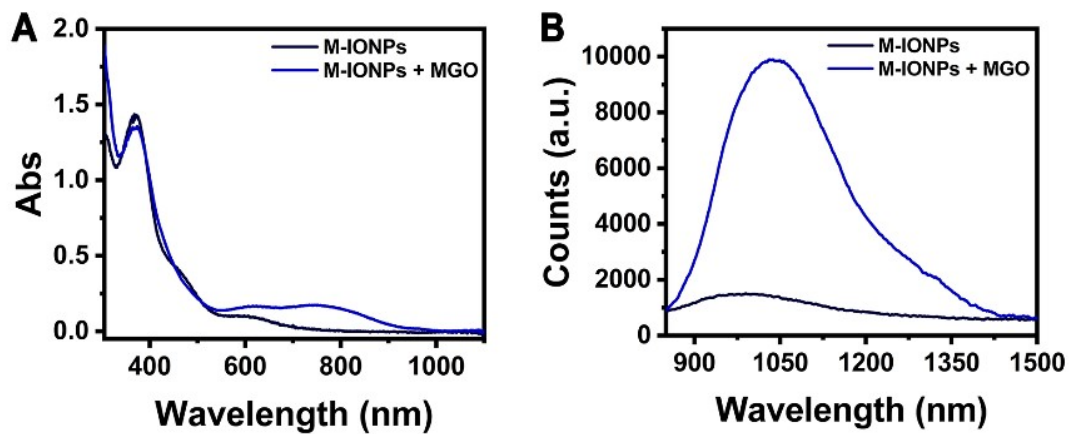 A
2.0
1.5
1.0
0.5
0.0
Abs
M-IONPs
M-IONPs + MGO
400 600 800 1000
Wavelength (nm)
B
10000
8000
6000
4000
2000
0
Counts (a.u.)
M-IONPs
M-IONPs + MGO
900 1050 1200 1350 1500
Wavelength (nm)